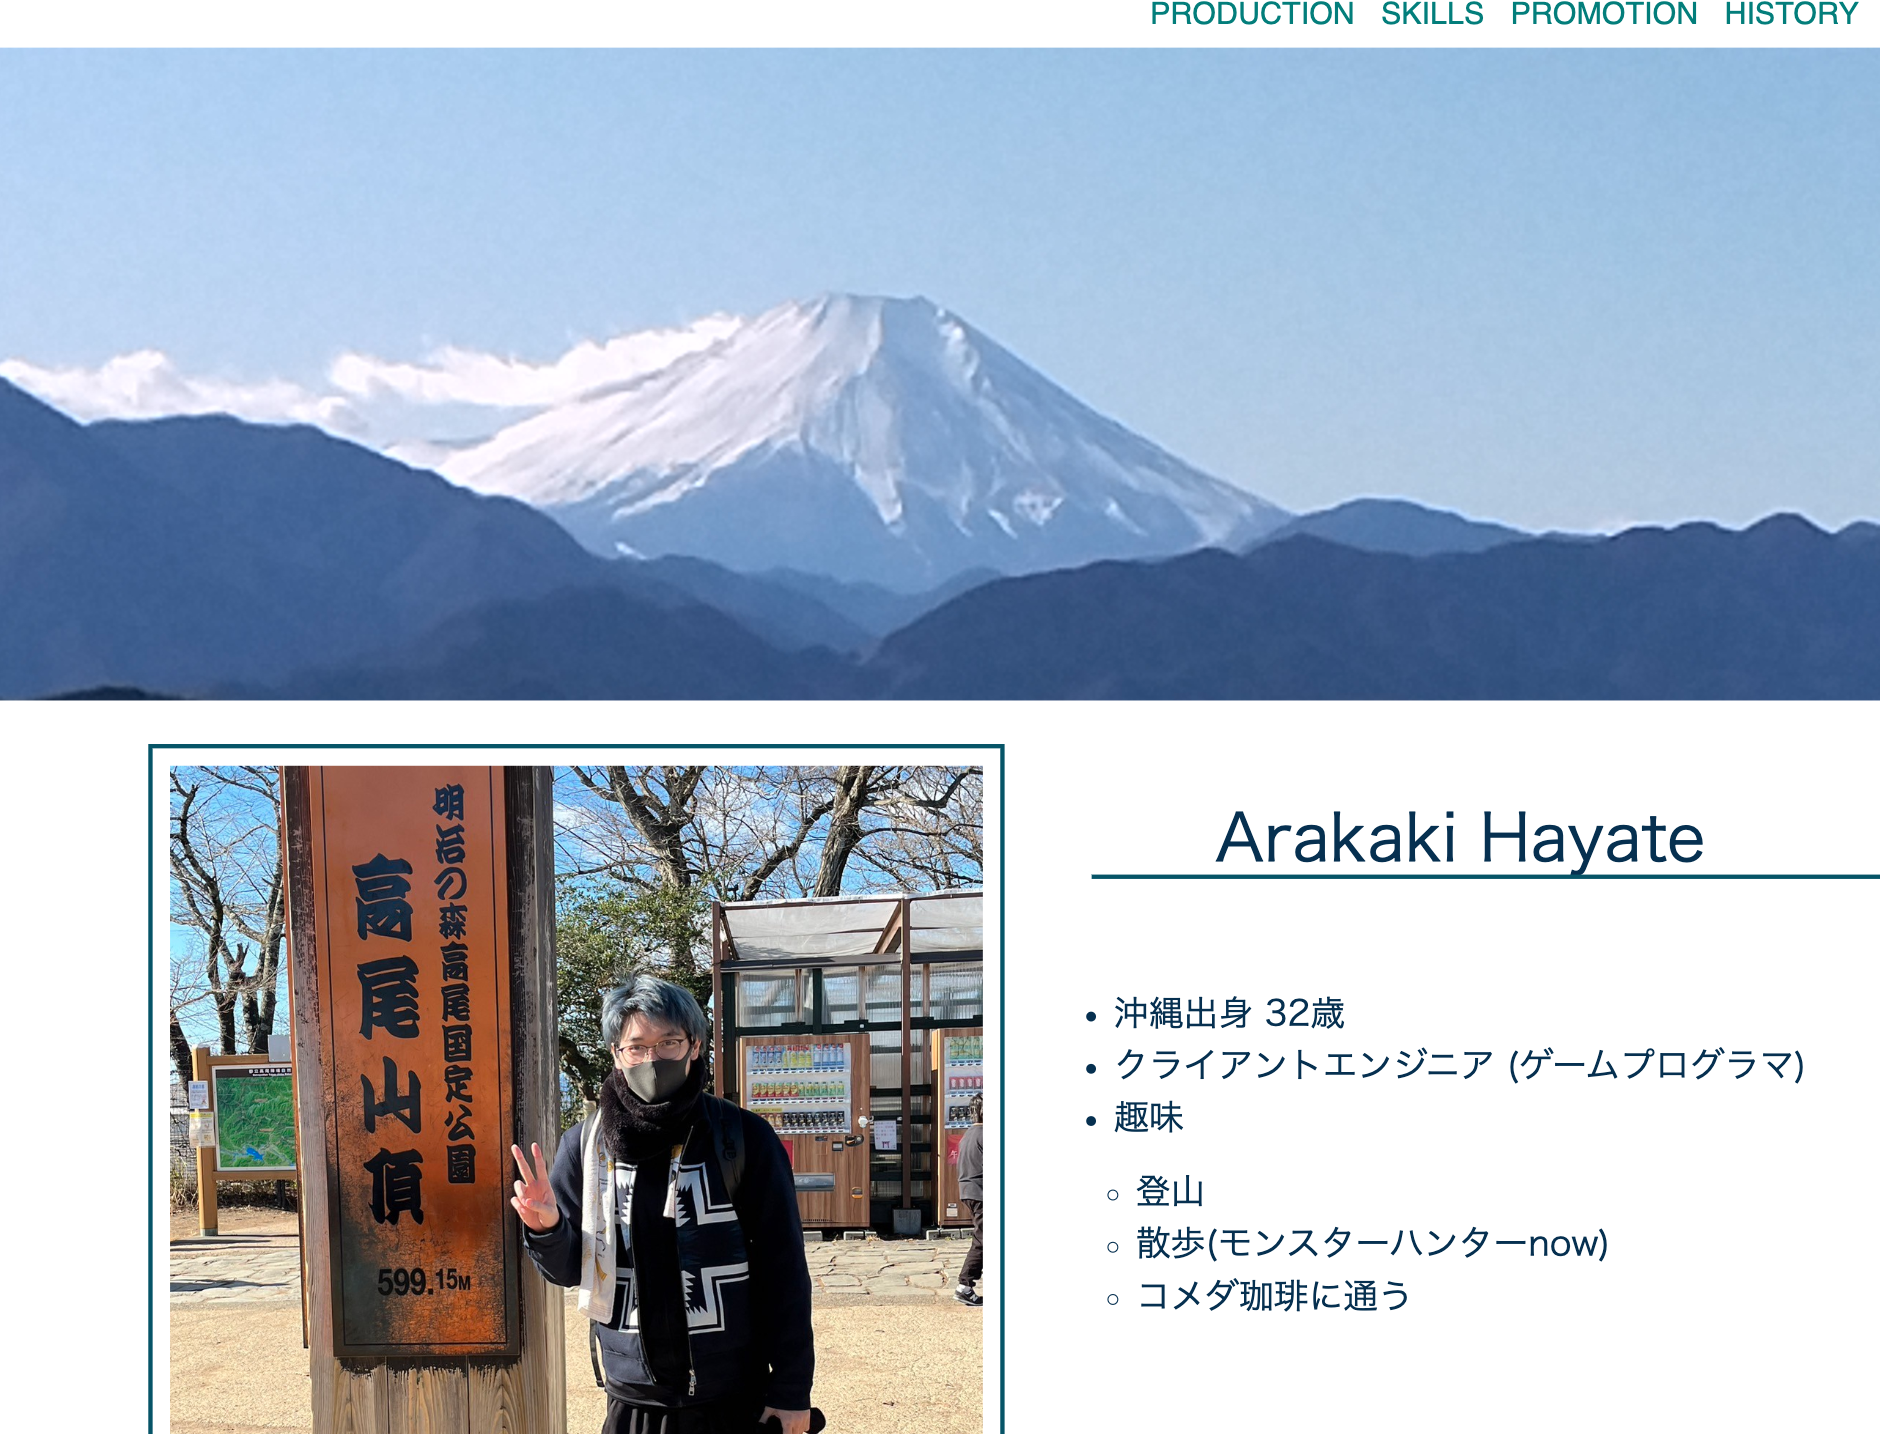 PRODUCTION SKILLS PROMOTION HISTORY
明治の森高尾国定公園
高尾山頂
599.15M
Arakaki Hayate
沖縄出身 32歳
クライアントエンジニア (ゲームプログラマ)
趣味
登山
散歩(モンスターハンターnow)
コメダ珈琲に通う